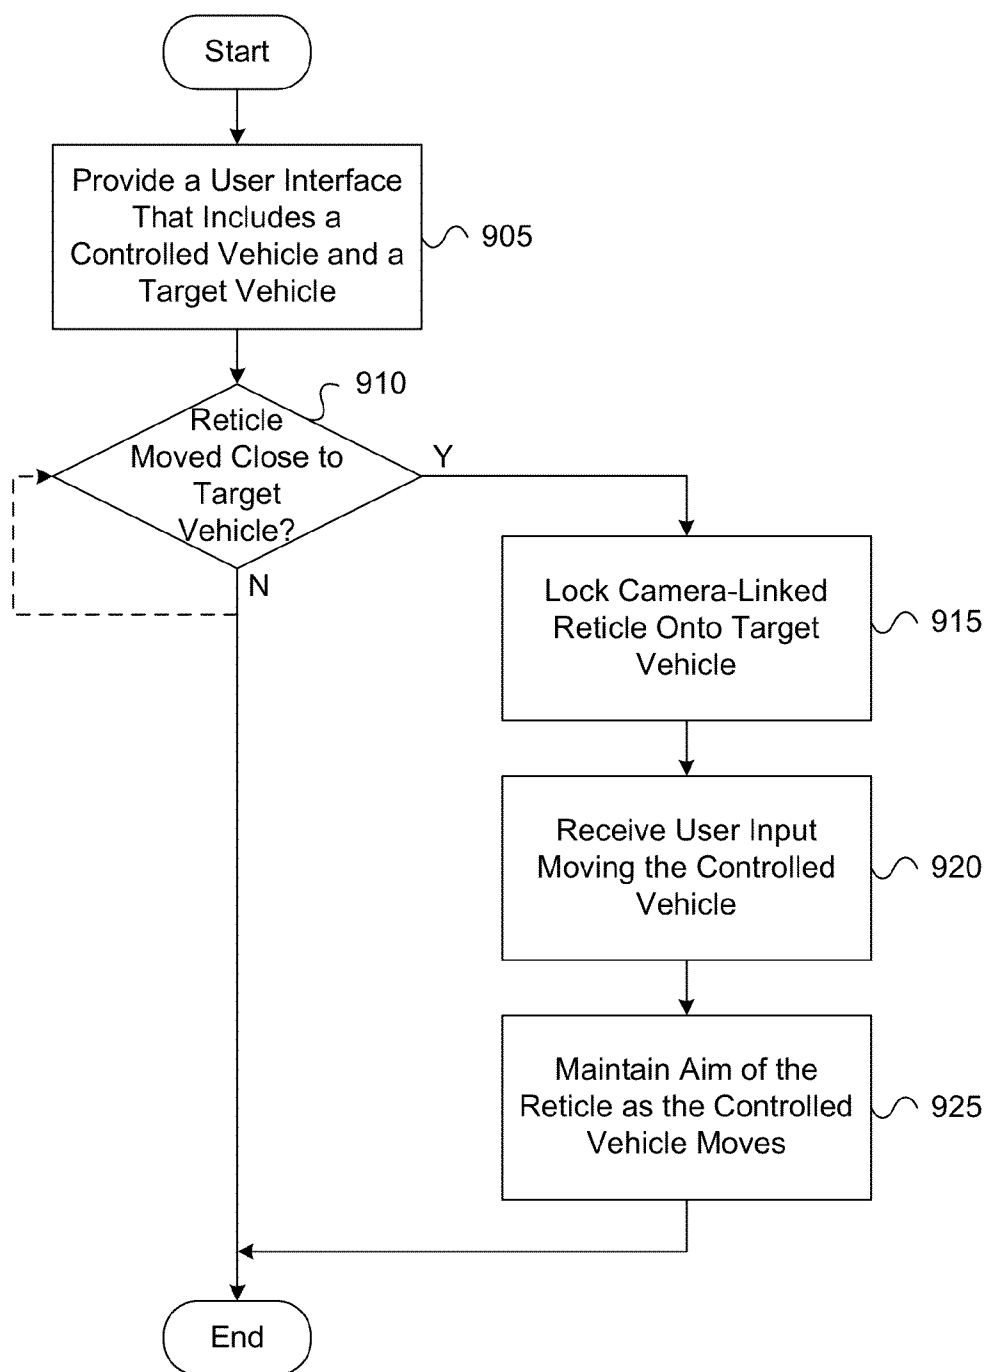 Start
Provide a User Interface
That Includes a
Controlled Vehicle and a
Target Vehicle
905
910
Reticle
Moved Close to
Target
Vehicle?
Y
N
Lock Camera-Linked
Reticle Onto Target
Vehicle
915
Receive User Input
Moving the Controlled
Vehicle
920
Maintain Aim of the
Reticle as the Controlled
Vehicle Moves
925
End